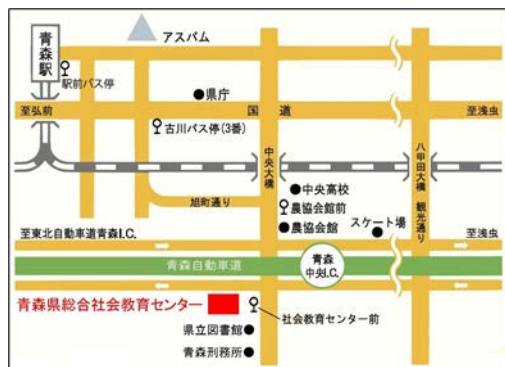 アスパム
青森駅
駅前バス停
県庁
至弘前
国道
至浅虫
古川バス停(3番)
中央大橋
八甲田大橋 観光通り
中央高校
旭町通り
農協会館前
スケート場
農協会館
至東北自動車道青森I.C.
至浅虫
青森自動車道
青森
中央I.C.
青森県総合社会教育センター
社会教育センター前
県立図書館
青森刑務所